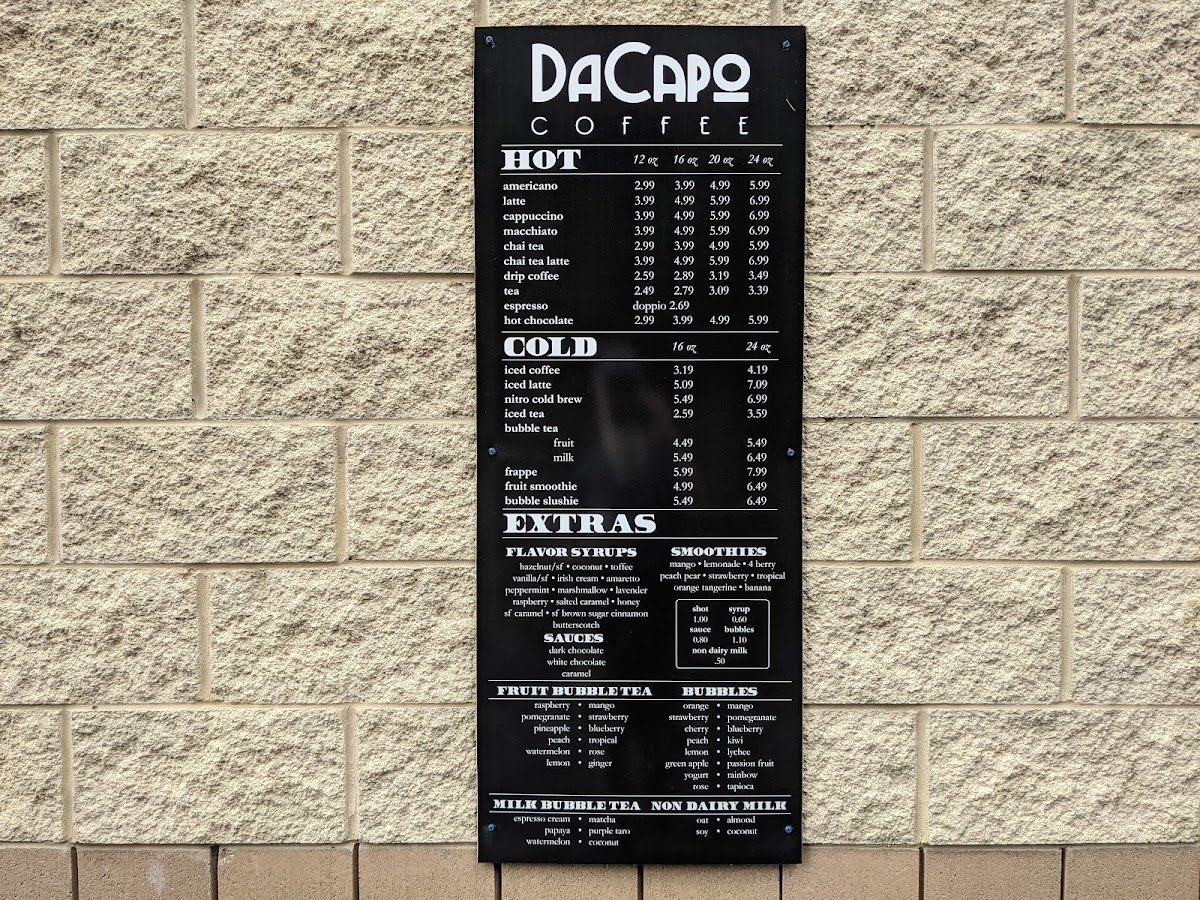 DACAPO
COFFEE
HOT 12 oz 16 oz 20 oz 24 oz
americano 2.99 3.99 4.99 5.99
latte 3.99 4.99 5.99 6.99
cappuccino 3.99 4.99 5.99 6.99
macchiato 3.99 4.99 5.99 6.99
chai tea 2.99 3.99 4.99 5.99
chai tea latte 3.99 4.99 5.99 6.99
drip coffee 2.59 2.89 3.19 3.49
tea 2.49 2.79 3.09 3.39
espresso doppio 2.69
hot chocolate 2.99 3.99 4.99 5.99
COLD 16 oz 24 oz
iced coffee 3.19 4.19
iced latte 5.09 7.09
nitro cold brew 5.49 6.99
iced tea 2.59 3.59
bubble tea
fruit 4.49 5.49
milk 5.49 6.49
frappe 5.99 7.99
fruit smoothie 4.99 6.49
bubble slushie 5.49 6.49
EXTRAS
FLAVOR SYRUPS
hazelnut/sf • coconut • toffee
vanilla/sf • irish cream • amaretto
peppermint • marshmallow • lavender
raspberry • salted caramel • honey
sf caramel • sf brown sugar cinnamon
butterscotch
SAUCES
dark chocolate
white chocolate
caramel
SMOOTHIES
mango • lemonade • 4 berry
peach pear • strawberry • tropical
orange tangerine • banana
shot syrup
1.00 0.60
sauce bubbles
0.80 1.10
non dairy milk
.50
FRUIT BUBBLE TEA
raspberry • mango
pomegranate • strawberry
pineapple • blueberry
peach • tropical
watermelon • rose
lemon • ginger
BUBBLES
orange • mango
strawberry • pomegranate
cherry • blueberry
peach • kiwi
lemon • lychee
green apple • passion fruit
yogurt • rainbow
rose • tapioca
MILK BUBBLE TEA
espresso cream • matcha
papaya • purple taro
watermelon • coconut
NON DAIRY MILK
oat • almond
soy • coconut